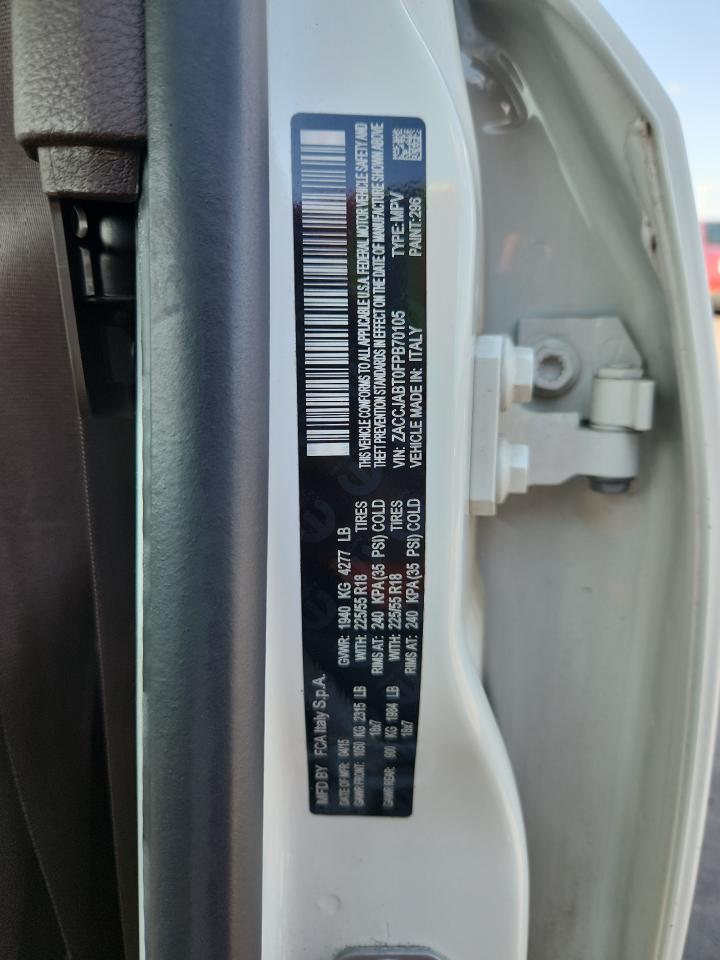 MFD BY FCA Italy S.p.A.
DATE OF MFR: 04/15 GVWR: 1940 KG 4277 LB
GAWR FRONT: 1050 KG 2315 LB WITH: 225/55 R18 TIRES
18x7 RIMS AT: 240 KPA(35 PSI) COLD
GAWR REAR: 900 KG 1984 LB WITH: 225/55 R18 TIRES
18x7 RIMS AT: 240 KPA(35 PSI) COLD
THIS VEHICLE CONFORMS TO ALL APPLICABLE U.S.A. FEDERAL MOTOR VEHICLE SAFETY AND
THEFT PREVENTION STANDARDS IN EFFECT ON THE DATE OF MANUFACTURE SHOWN ABOVE
VIN: ZACCJABT0FPB70105 TYPE: MPV
VEHICLE MADE IN: ITALY PAINT: 296